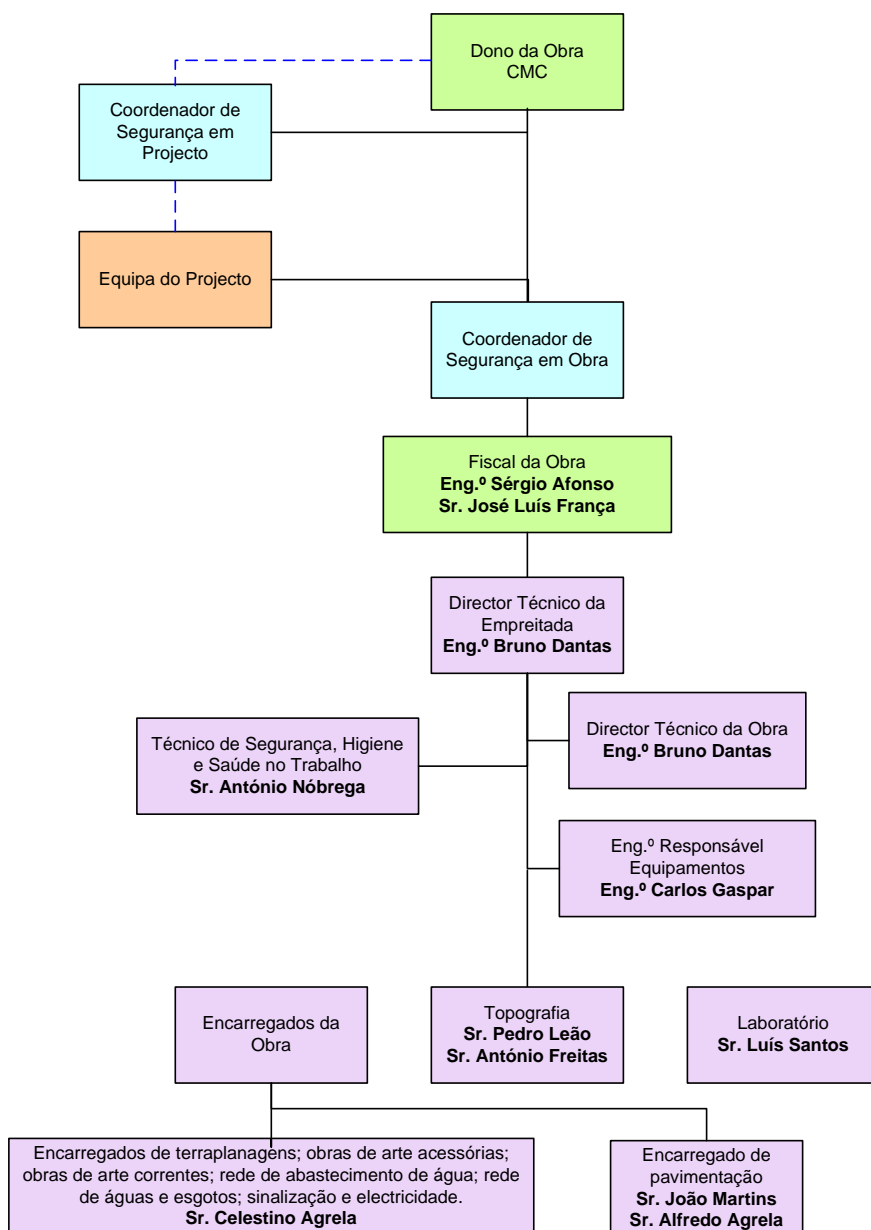 Dono da Obra
CMC
Coordenador de
Segurança em
Projecto
Equipa do Projecto
Coordenador de
Segurança em Obra
Fiscal da Obra
Eng.º Sérgio Afonso
Sr. José Luís França
Director Técnico da
Empreitada
Eng.º Bruno Dantas
Técnico de Segurança, Higiene
e Saúde no Trabalho
Sr. António Nóbrega
Director Técnico da Obra
Eng.º Bruno Dantas
Eng.º Responsável
Equipamentos
Eng.º Carlos Gaspar
Encarregados da
Obra
Topografia
Sr. Pedro Leão
Sr. António Freitas
Laboratório
Sr. Luís Santos
Encarregados de terraplanagens; obras de arte acessórias;
obras de arte correntes; rede de abastecimento de água; rede
de águas e esgotos; sinalização e electricidade.
Sr. Celestino Agrela
Encarregado de
pavimentação
Sr. João Martins
Sr. Alfredo Agrela